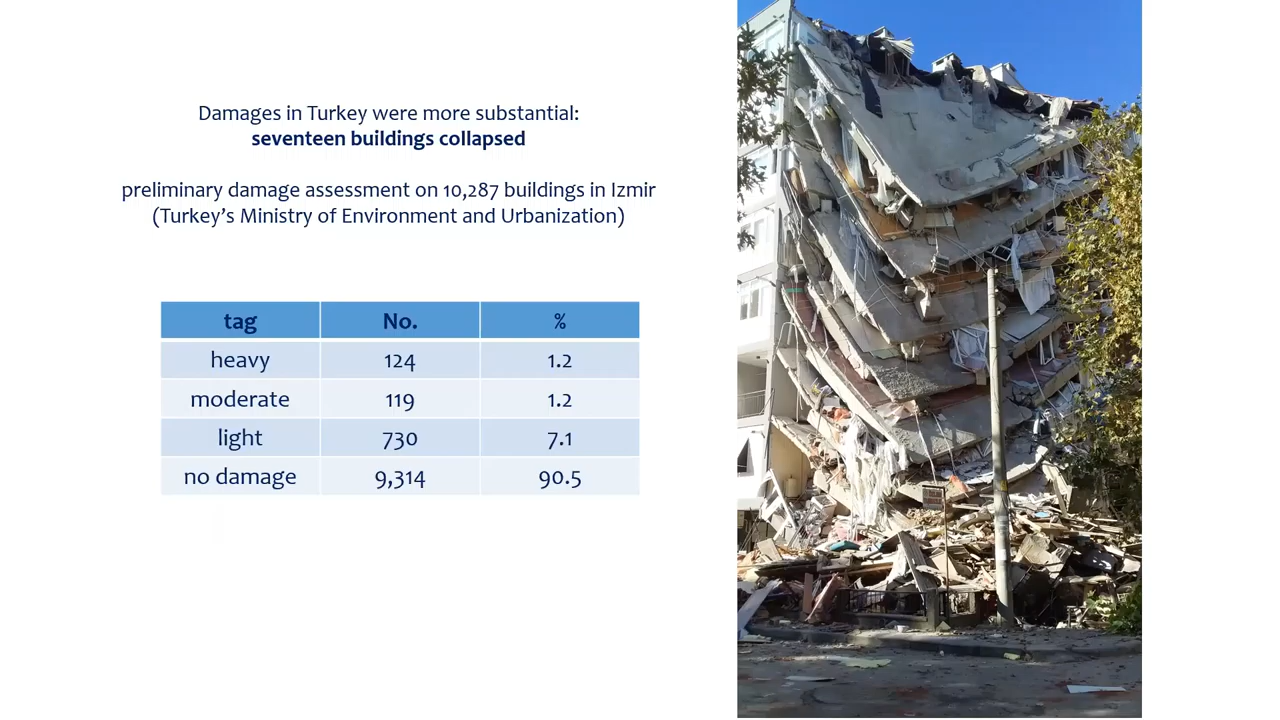 Damages in Turkey were more substantial:
seventeen buildings collapsed
preliminary damage assessment on 10,287 buildings in Izmir
(Turkey's Ministry of Environment and Urbanization)
tag No. %
heavy 124 1.2
moderate 119 1.2
light 730 7.1
no damage 9,314 90.5